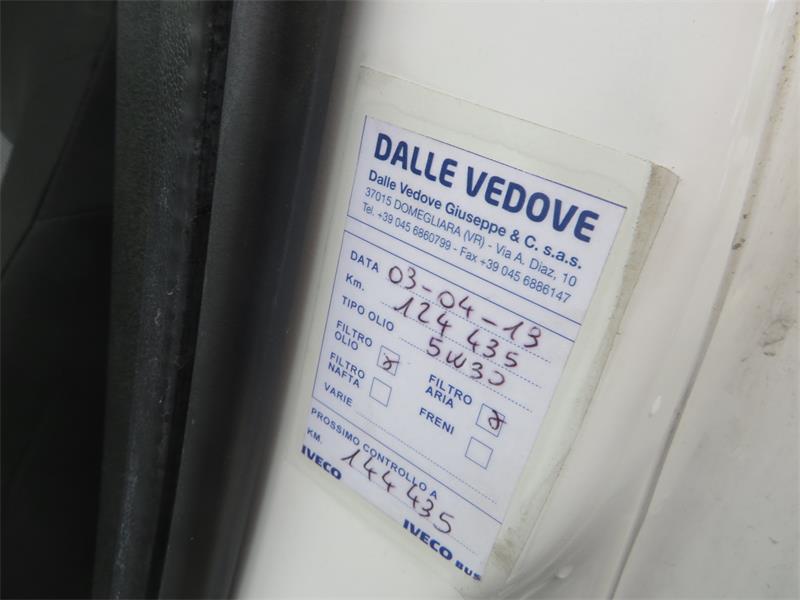 DALLE VEDOVE
Dalle Vedove Giuseppe & C. s.a.s.
37015 DOMEGLIARA (VR) - Via A. Diaz, 10
Tel. +39 045 6860799 - Fax +39 045 6886147
DATA 03-04-19
Km. 124 435
TIPO OLIO 5W30
FILTRO OLIO FILTRO ARIA
FILTRO NAFTA FRENI
VARIE
PROSSIMO CONTROLLO A
KM. 144 435
IVECO IVECO BUS